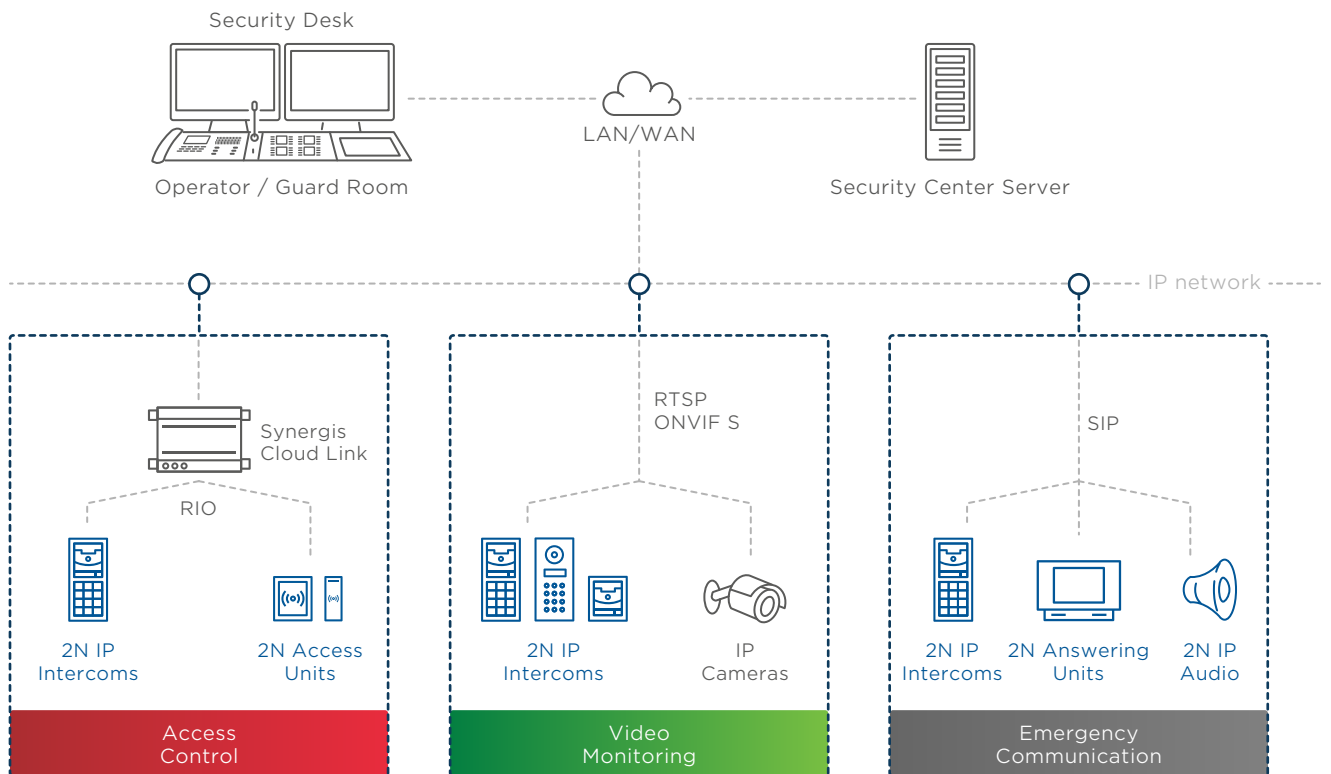 Security Desk
LAN/WAN
Operator / Guard Room
Security Center Server
IP network
Synergis
Cloud Link
RIO
2N IP
Intercoms
2N Access
Units
Access
Control
RTSP
ONVIF S
2N IP
Intercoms
IP
Cameras
Video
Monitoring
SIP
2N IP
Intercoms
2N Answering
Units
2N IP
Audio
Emergency
Communication